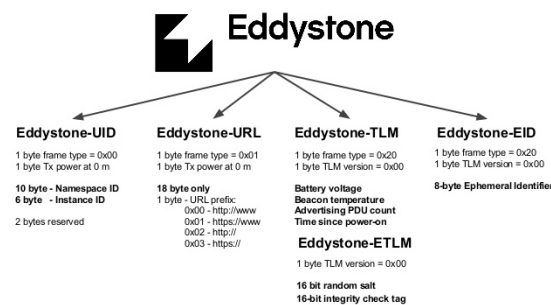 Eddystone
Eddystone-UID
1 byte frame type = 0x00
1 byte Tx power at 0 m
10 byte - Namespace ID
6 byte - Instance ID
2 bytes reserved
Eddystone-URL
1 byte frame type = 0x01
1 byte Tx power at 0 m
18 byte only
1 byte - URL prefix:
0x00 - http://www
0x01 - https://www
0x02 - http://
0x03 - https://
Eddystone-TLM
1 byte frame type = 0x20
1 byte TLM version = 0x00
Battery voltage
Beacon temperature
Advertising PDU count
Time since power-on
Eddystone-ETLM
1 byte TLM version = 0x00
16 bit random salt
16-bit integrity check tag
Eddystone-EID
1 byte frame type = 0x20
1 byte TLM version = 0x00
8-byte Ephemeral Identifier